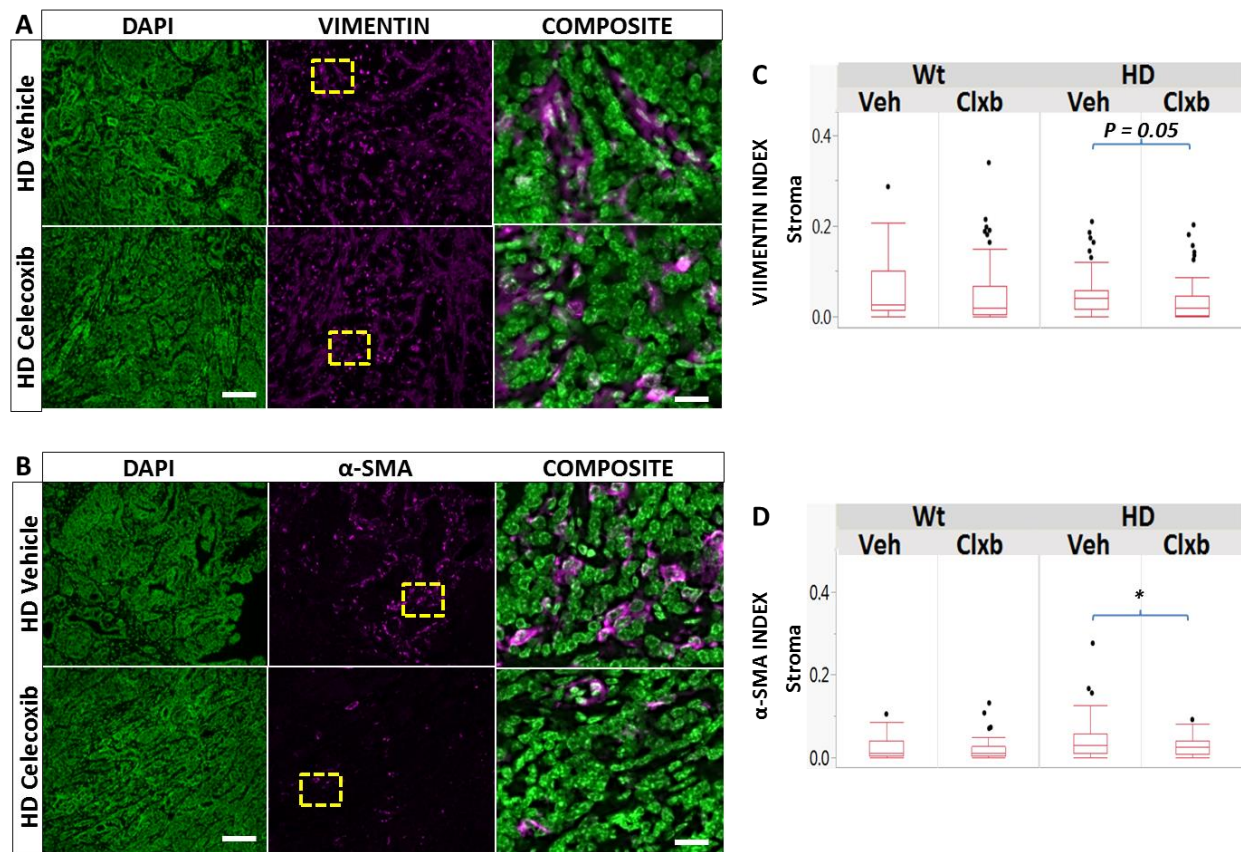 A
DAPI VIMENTIN COMPOSITE
HD Vehicle
HD Celecoxib
B
DAPI α-SMA COMPOSITE
HD Vehicle
HD Celecoxib
C
Wt HD
Veh Clxb Veh Clxb
P = 0.05
VIIMENTIN INDEX
Stroma
0.4
0.2
0.0
D
Wt HD
Veh Clxb Veh Clxb
*
α-SMA INDEX
Stroma
0.4
0.2
0.0